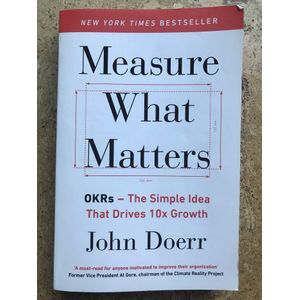 NEW YORK TIMES BESTSELLER
Measure
What
Matters
OKRs – The Simple Idea
That Drives 10x Growth
John Doerr
'A must-read for anyone motivated to improve their organisation'
Former Vice President Al Gore, chairman of the Climate Reality Project